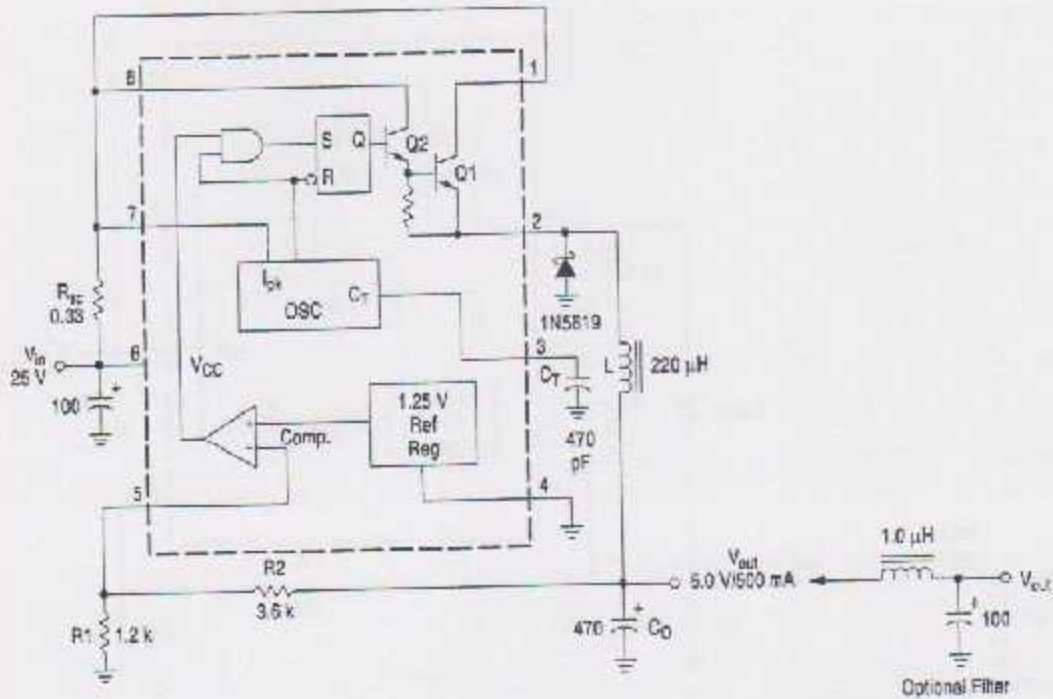 8
1
S
Q
Q2
R
Q1
7
2
Ipk
OSC
CT
Rsc
0.33
1N5819
3
Vin
25 V
6
VCC
CT
L
220 µH
100
+
1.25 V
Ref
Reg
+
Comp.
−
470
pF
5
4
1.0 µH
R2
3.6 k
Vout
5.0 V/500 mA
Vout
R1
1.2 k
470
+
CO
+
100
Optional Filter